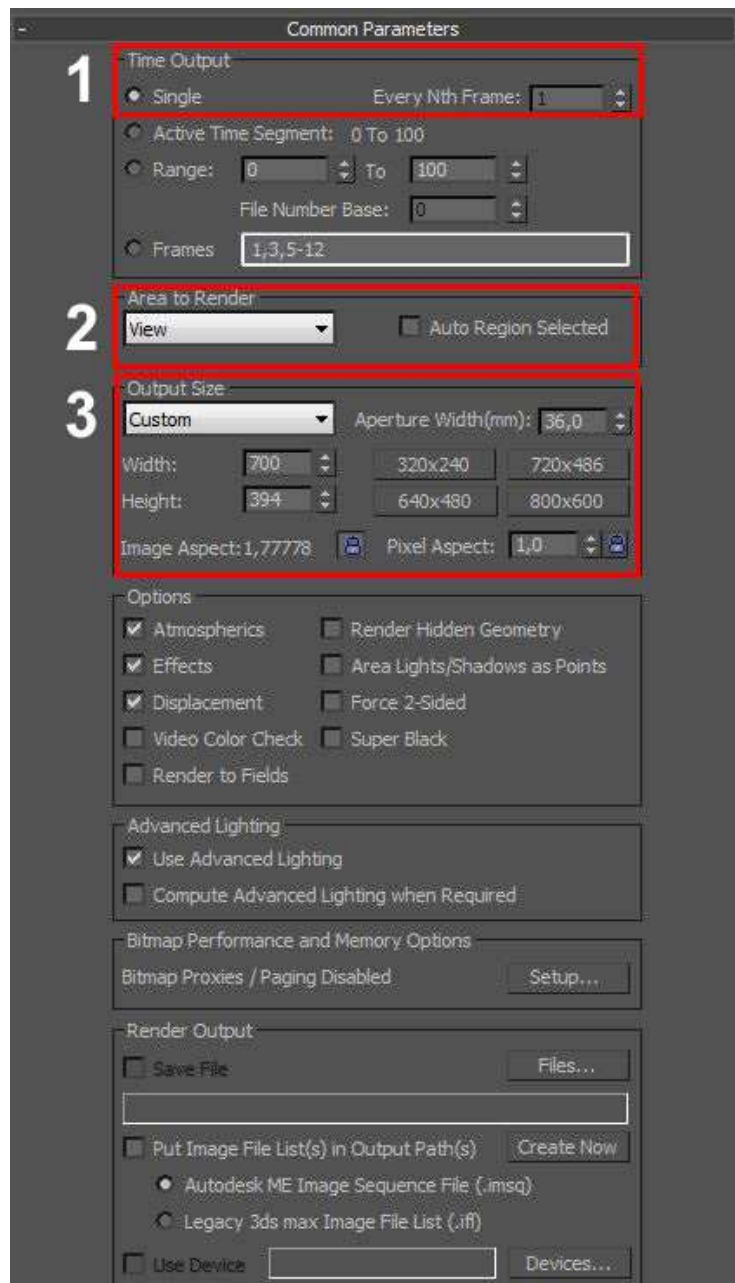 - Common Parameters
1
Time Output
Single Every Nth Frame: 1
Active Time Segment: 0 To 100
Range: 0 To 100
File Number Base: 0
Frames 1,3,5-12
2
Area to Render
View Auto Region Selected
3
Output Size
Custom Aperture Width(mm): 36,0
Width: 700 320x240 720x486
Height: 394 640x480 800x600
Image Aspect:1,77778 Pixel Aspect: 1,0
Options
Atmospherics Render Hidden Geometry
Effects Area Lights/Shadows as Points
Displacement Force 2-Sided
Video Color Check Super Black
Render to Fields
Advanced Lighting
Use Advanced Lighting
Compute Advanced Lighting when Required
Bitmap Performance and Memory Options
Bitmap Proxies / Paging Disabled Setup...
Render Output
Save File Files...
Put Image File List(s) in Output Path(s) Create Now
Autodesk ME Image Sequence File (.imsq)
Legacy 3ds max Image File List (.ifl)
Use Device Devices...